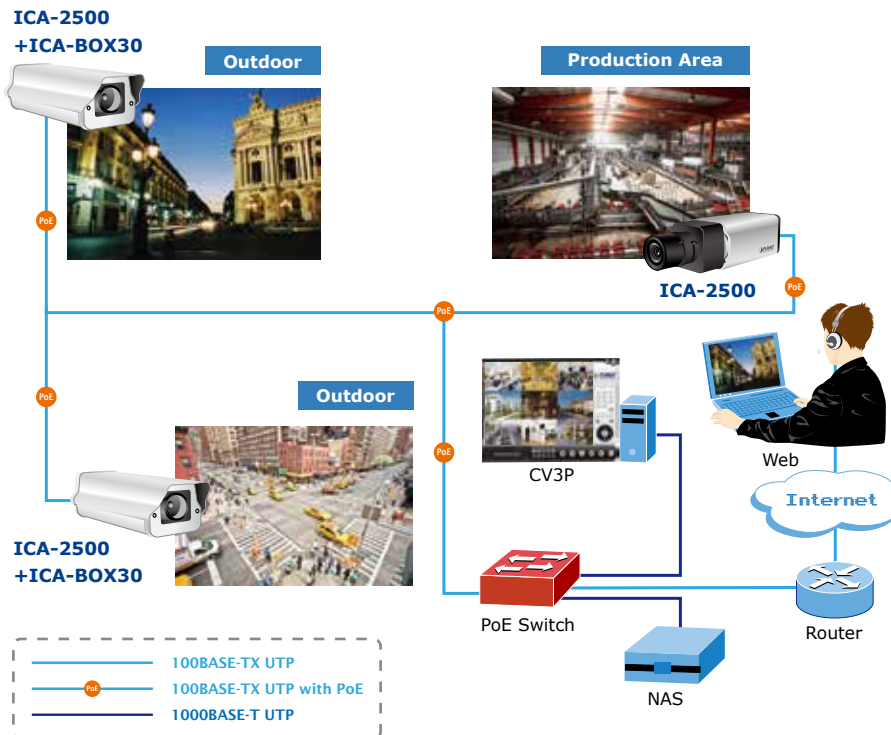 ICA-2500
+ICA-BOX30
Outdoor
Production Area
PoE
ICA-2500
PoE
PoE
PoE
Outdoor
PoE
CV3P
Web
Internet
ICA-2500
+ICA-BOX30
PoE Switch
Router
NAS
100BASE-TX UTP
PoE
100BASE-TX UTP with PoE
1000BASE-T UTP